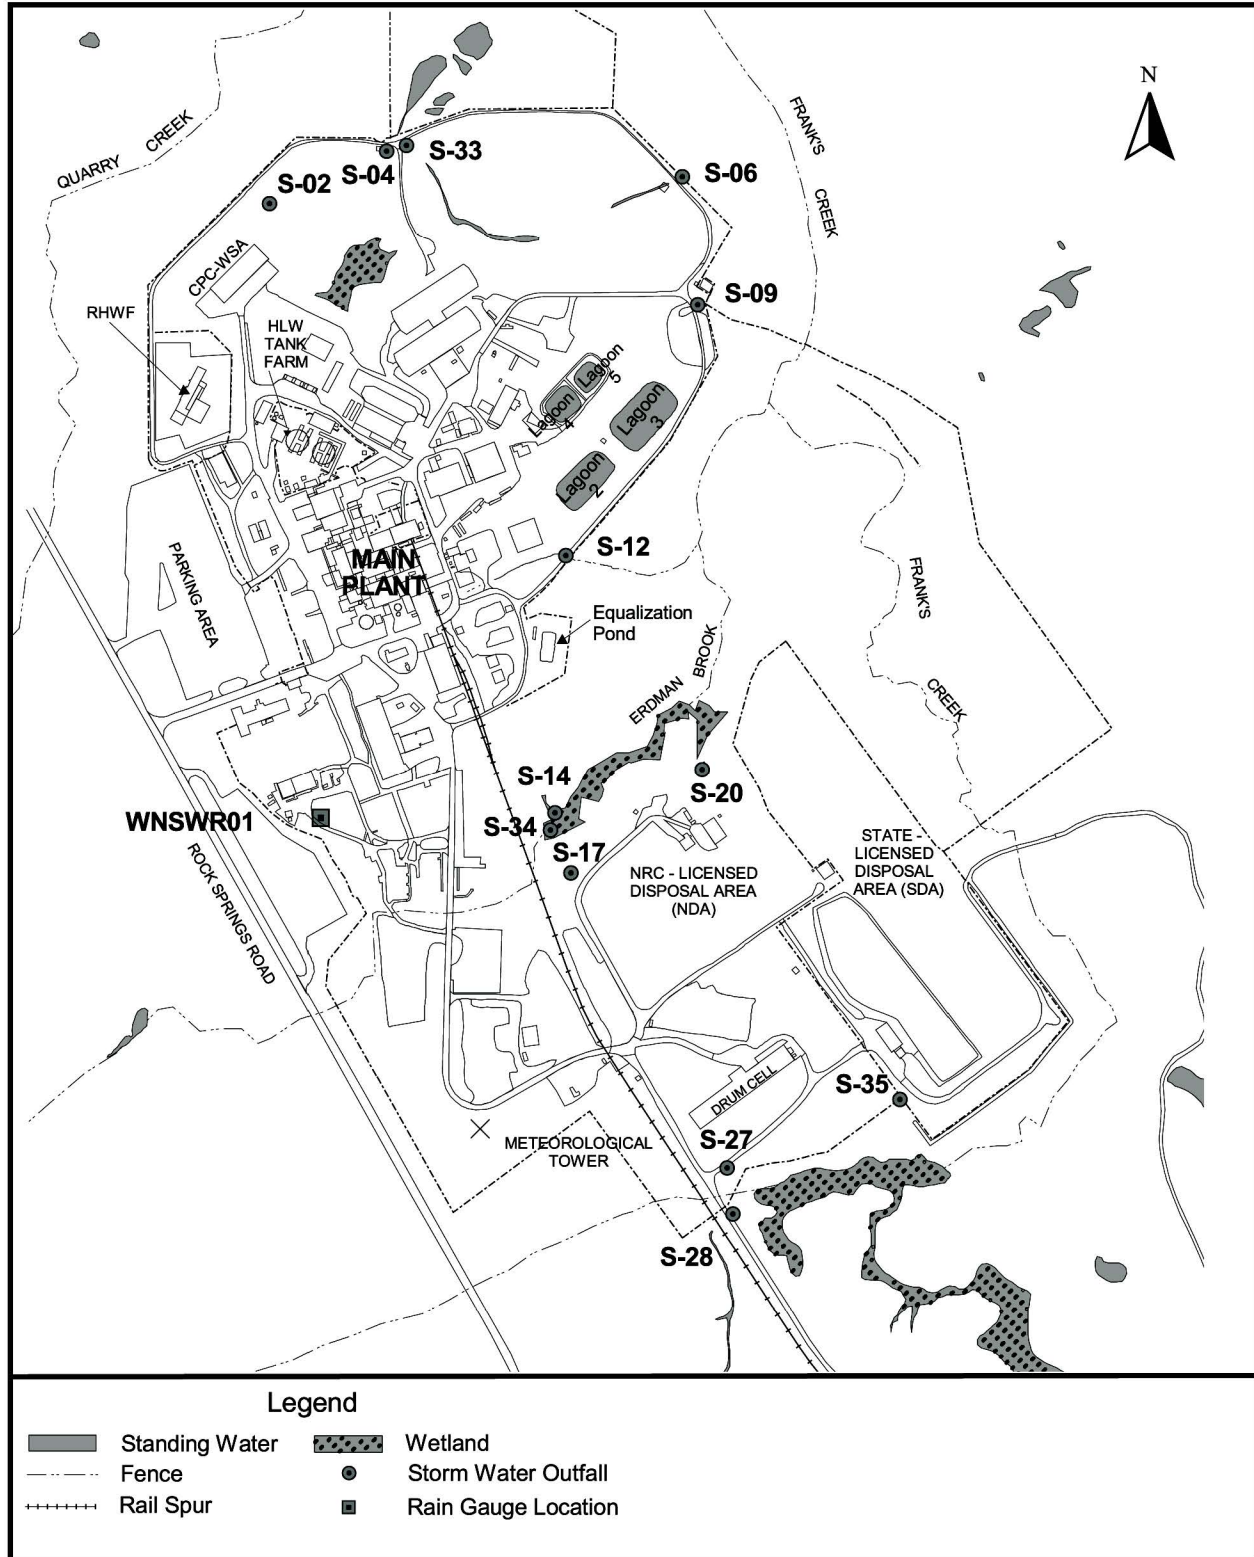 N
FRANK'S
CREEK
QUARRY CREEK
S-33
S-04
S-06
S-02
CPC-WSA
S-09
RHWF
HLW
TANK
FARM
Lagoon
5
Lagoon
4
Lagoon
3
Lagoon
2
S-12
MAIN
PLANT
PARKING AREA
FRANK'S
CREEK
Equalization
Pond
ERDMAN BROOK
S-14
S-20
S-34
WNSWR01
S-17
ROCK SPRINGS ROAD
NRC - LICENSED
DISPOSAL AREA
(NDA)
STATE -
LICENSED
DISPOSAL
AREA (SDA)
DRUM CELL
S-35
METEOROLOGICAL
TOWER
S-27
S-28
Legend
Standing Water
Wetland
Fence
Storm Water Outfall
Rail Spur
Rain Gauge Location